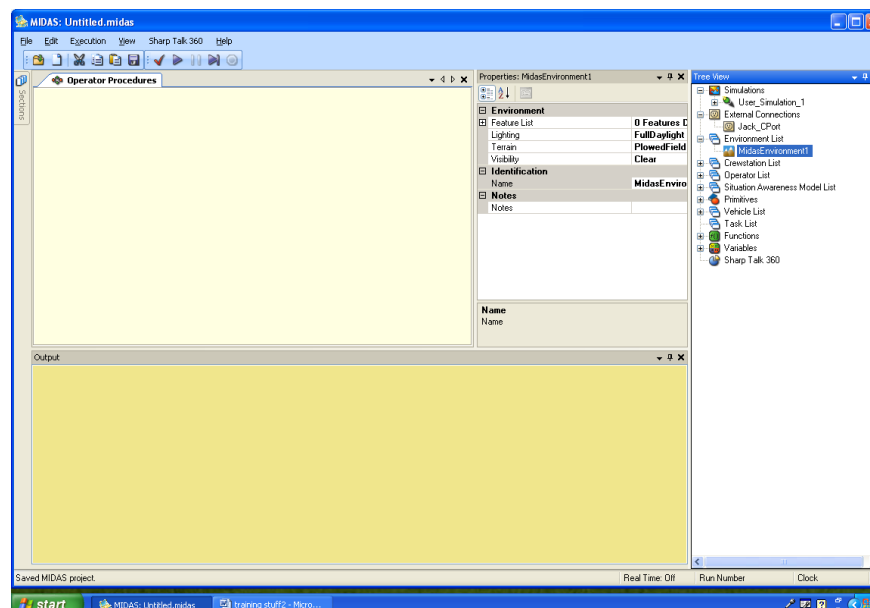 MIDAS: Untitled.midas
File Edit Execution View Sharp Talk 360 Help
Sections
Operator Procedures
Properties: MidasEnvironment1
Environment
Feature List 0 Features D
Lighting FullDaylight
Terrain PlowedField
Visibility Clear
Identification
Name MidasEnviro
Notes
Notes
Name
Name
Tree View
Simulations
User_Simulation_1
External Connections
Jack_CPort
Environment List
MidasEnvironment1
Crewstation List
Operator List
Situation Awareness Model List
Primitives
Vehicle List
Task List
Functions
Variables
Sharp Talk 360
Output
Saved MIDAS project. Real Time: Off Run Number Clock
start MIDAS: Untitled.midas training stuff2 - Micro...